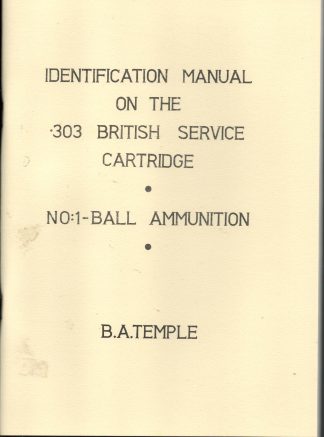 IDENTIFICATION MANUAL
ON THE
·303 BRITISH SERVICE
CARTRIDGE
•
NO:1-BALL AMMUNITION
•
B.A.TEMPLE